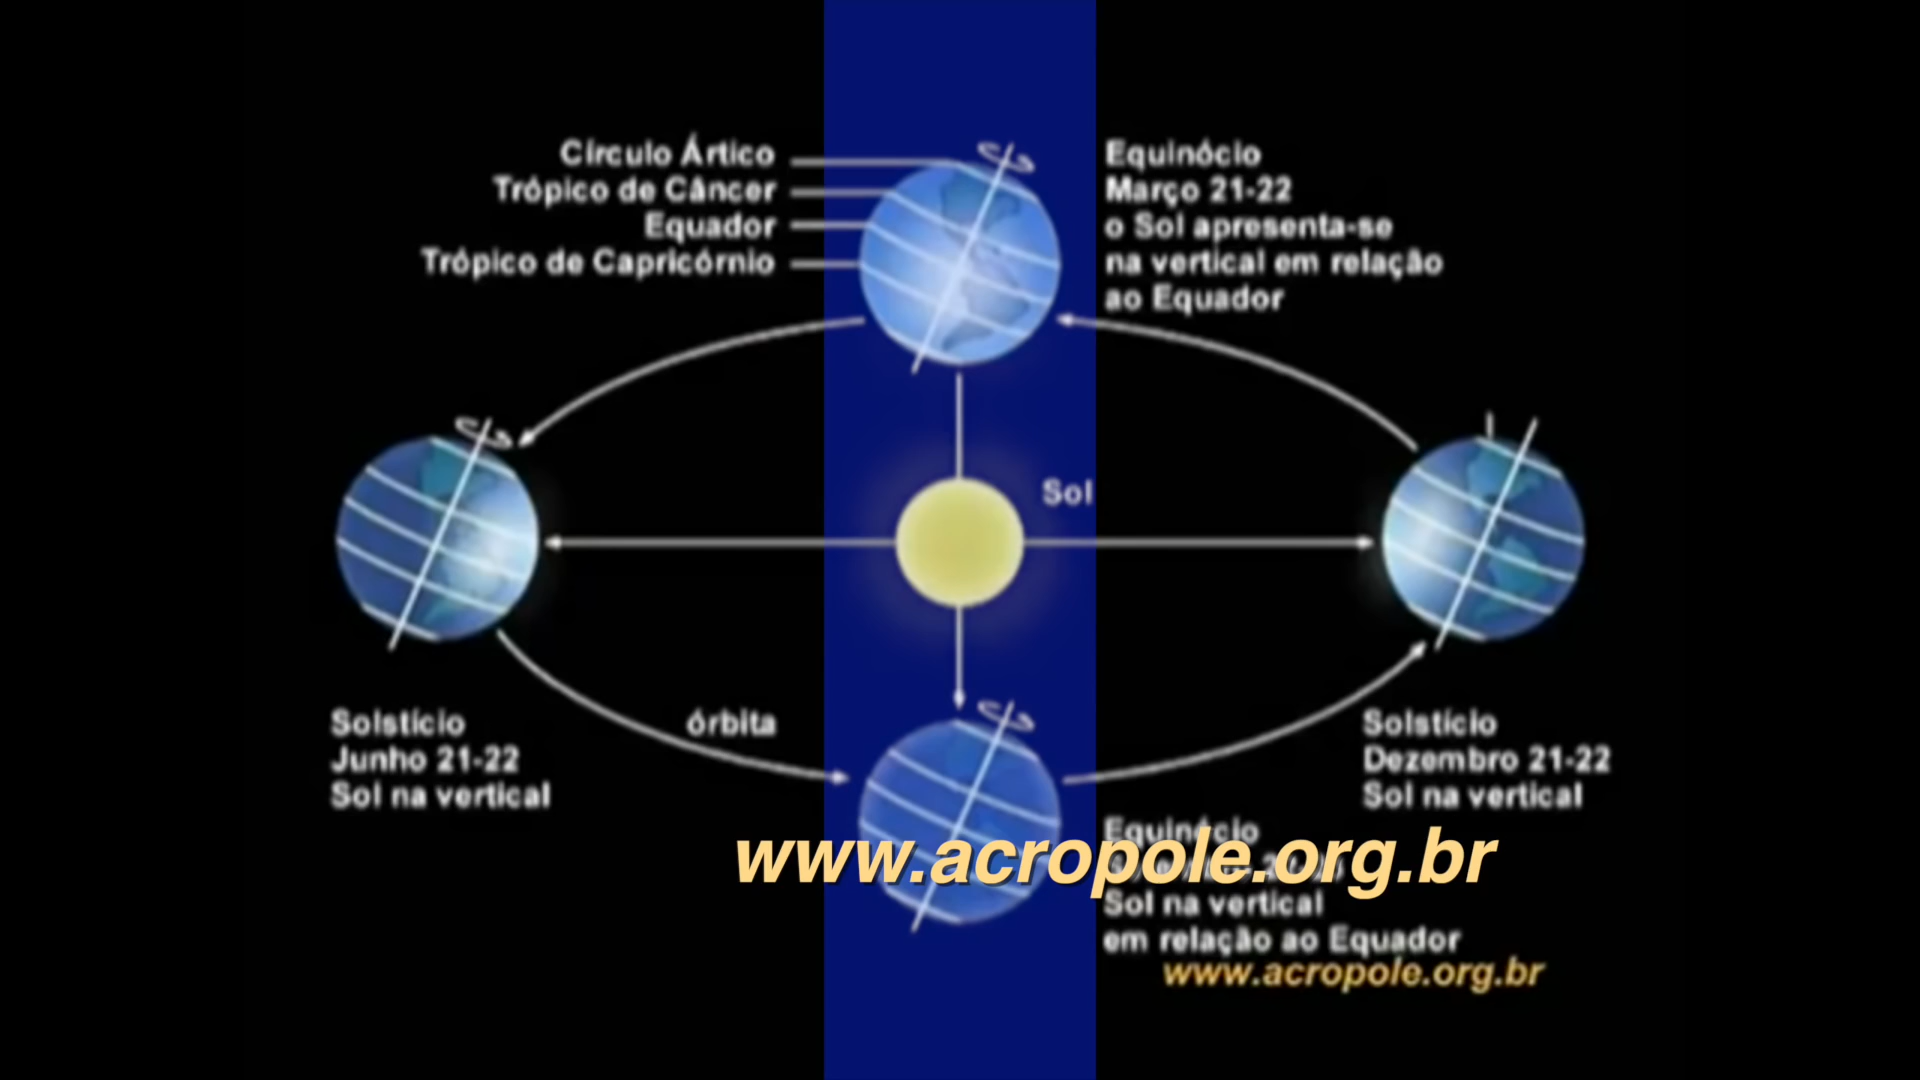 Círculo Ártico
Trópico de Câncer
Equador
Trópico de Capricórnio
Equinócio
Março 21-22
o Sol apresenta-se
na vertical em relação
ao Equador
Sol
Solstício
Junho 21-22
Sol na vertical
órbita
Solstício
Dezembro 21-22
Sol na vertical
Equinócio
www.acropole.org.br
Sol na vertical
em relação ao Equador
www.acropole.org.br